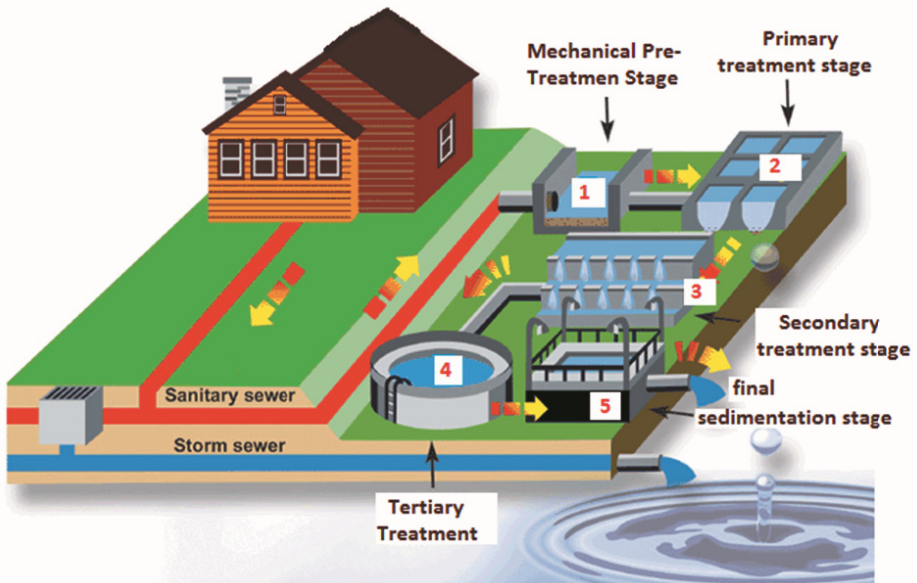 Mechanical Pre-
Treatmen Stage
Primary
treatment stage
1
2
3
Secondary
treatment stage
4
5
final
sedimentation stage
Sanitary sewer
Storm sewer
Tertiary
Treatment